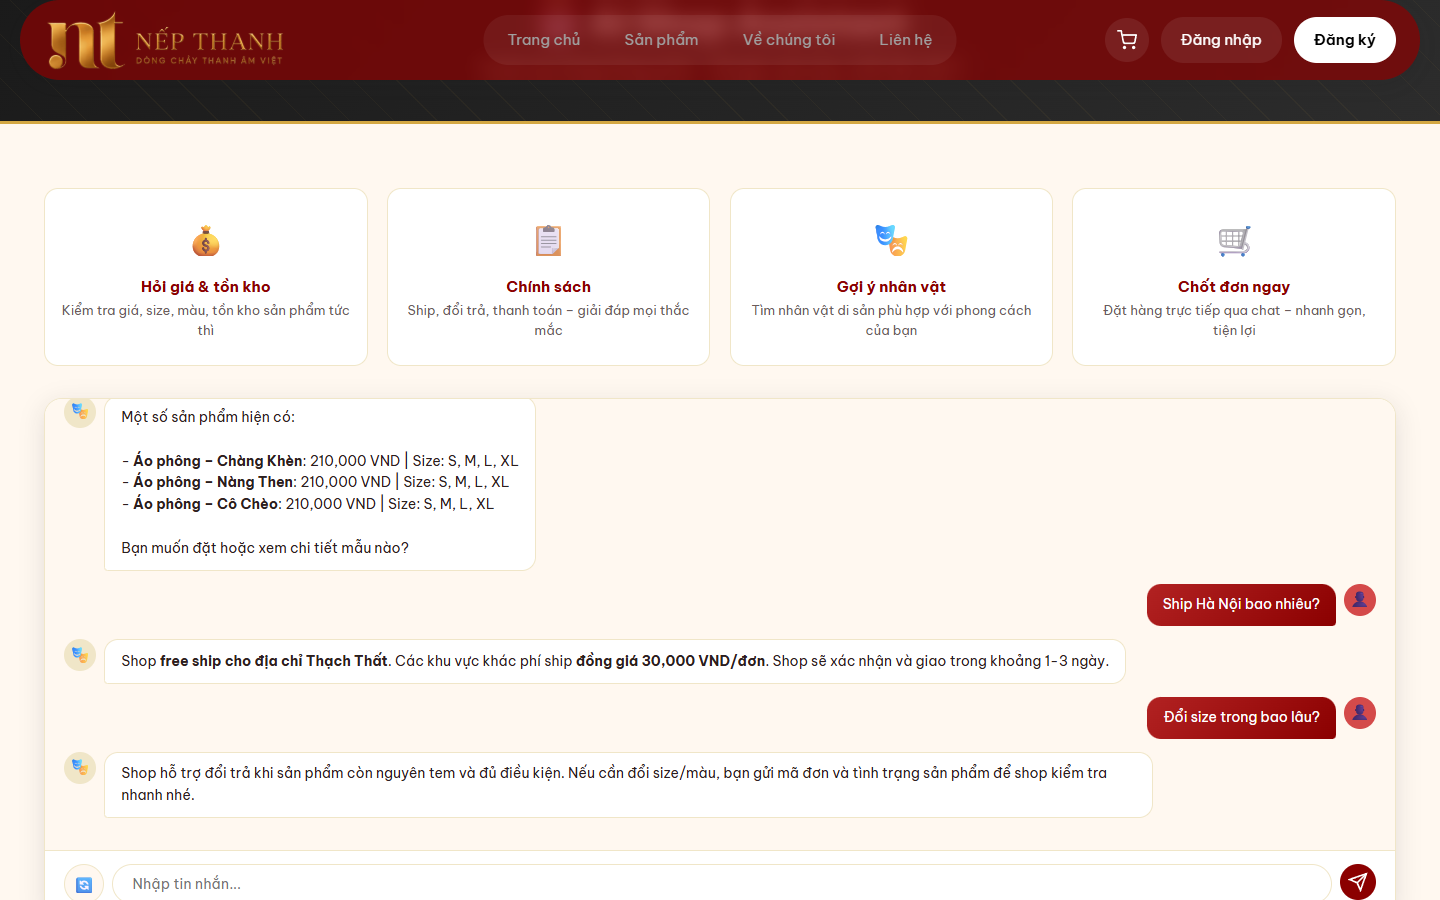 nt NẾP THANH
DÒNG CHẢY THANH ÂM VIỆT
Trang chủ
Sản phẩm
Về chúng tôi
Liên hệ
Đăng nhập
Đăng ký
Hỏi giá & tồn kho
Kiểm tra giá, size, màu, tồn kho sản phẩm tức
thì
Chính sách
Ship, đổi trả, thanh toán – giải đáp mọi thắc
mắc
Gợi ý nhân vật
Tìm nhân vật di sản phù hợp với phong cách
của bạn
Chốt đơn ngay
Đặt hàng trực tiếp qua chat – nhanh gọn,
tiện lợi
Một số sản phẩm hiện có:
- Áo phông – Chàng Khèn: 210,000 VND | Size: S, M, L, XL
- Áo phông – Nàng Then: 210,000 VND | Size: S, M, L, XL
- Áo phông – Cô Chèo: 210,000 VND | Size: S, M, L, XL
Bạn muốn đặt hoặc xem chi tiết mẫu nào?
Ship Hà Nội bao nhiêu?
Shop free ship cho địa chỉ Thạch Thất. Các khu vực khác phí ship đồng giá 30,000 VND/đơn. Shop sẽ xác nhận và giao trong khoảng 1-3 ngày.
Đổi size trong bao lâu?
Shop hỗ trợ đổi trả khi sản phẩm còn nguyên tem và đủ điều kiện. Nếu cần đổi size/màu, bạn gửi mã đơn và tình trạng sản phẩm để shop kiểm tra
nhanh nhé.
Nhập tin nhắn...